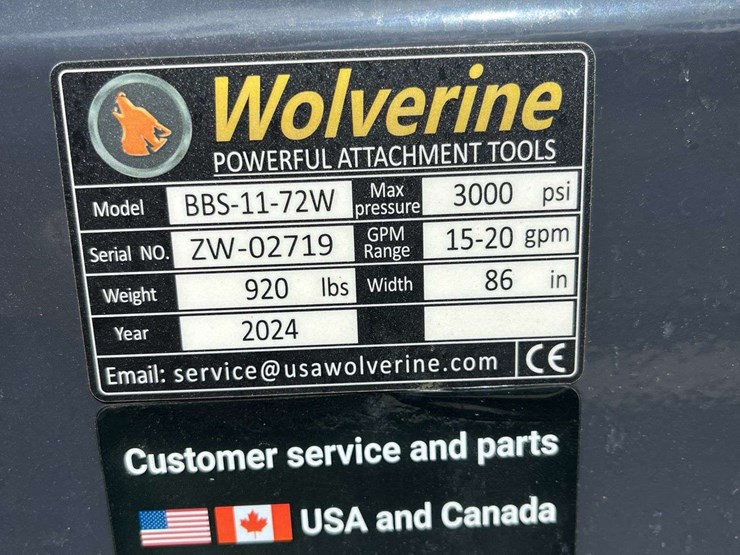 Wolverine
POWERFUL ATTACHMENT TOOLS
Model BBS-11-72W Max pressure 3000 psi
Serial NO. ZW-02719 GPM Range 15-20 gpm
Weight 920 lbs Width 86 in
Year 2024
Email: service@usawolverine.com CE
Customer service and parts
USA and Canada